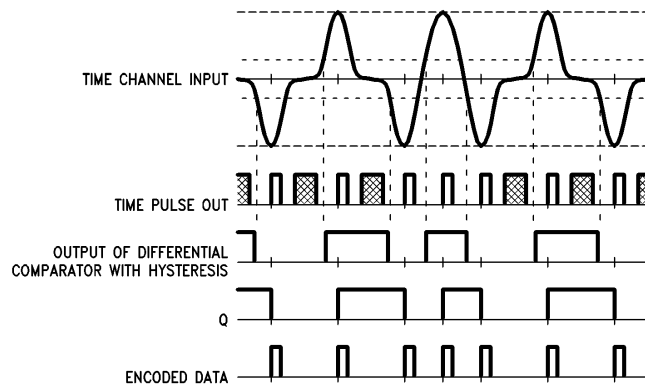 TIME CHANNEL INPUT
TIME PULSE OUT
OUTPUT OF DIFFERENTIAL
COMPARATOR WITH HYSTERESIS
Q
ENCODED DATA